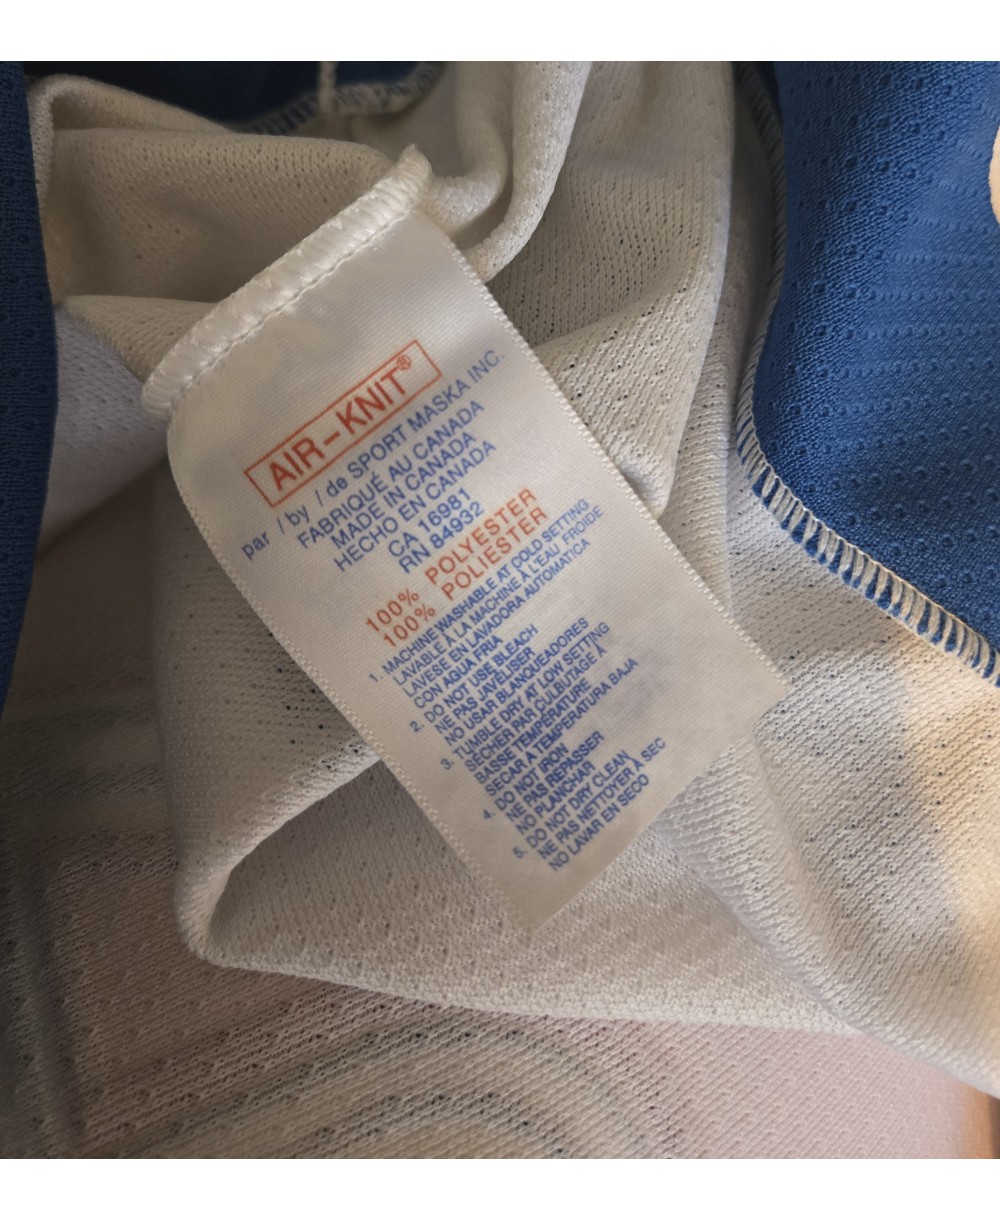 AIR-KNIT®
par / by / de SPORT MASKA INC.
FABRIQUÉ AU CANADA
MADE IN CANADA
HECHO EN CANADA
CA 16981
RN 84932
100% POLYESTER
100% POLIESTER
1. MACHINE WASHABLE AT COLD SETTING
LAVABLE À LA MACHINE À L'EAU FROIDE
LAVESE EN LAVADORA AUTOMATICA
CON AGUA FRIA
2. DO NOT USE BLEACH
NE PAS JAVELISER
NO USAR BLANQUEADORES
3. TUMBLE DRY AT LOW SETTING
SÉCHER PAR CULBUTAGE À
BASSE TEMPÉRATURE
SECAR A TEMPERATURA BAJA
4. DO NOT IRON
NE PAS REPASSER
NO PLANCHAR
5. DO NOT DRY CLEAN
NE PAS NETTOYER À SEC
NO LAVAR EN SECO